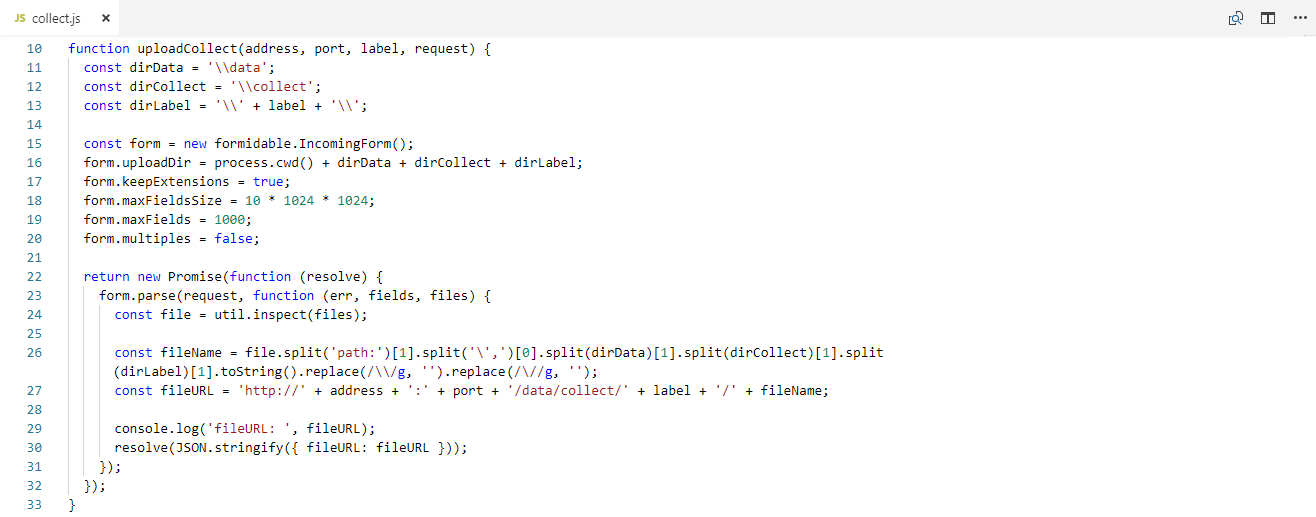 JS collect.js ×
10 function uploadCollect(address, port, label, request) {
11   const dirData = '\\data';
12   const dirCollect = '\\collect';
13   const dirLabel = '\\' + label + '\\';
14
15   const form = new formidable.IncomingForm();
16   form.uploadDir = process.cwd() + dirData + dirCollect + dirLabel;
17   form.keepExtensions = true;
18   form.maxFieldsSize = 10 * 1024 * 1024;
19   form.maxFields = 1000;
20   form.multiples = false;
21
22   return new Promise(function (resolve) {
23     form.parse(request, function (err, fields, files) {
24       const file = util.inspect(files);
25
26       const fileName = file.split('path:')[1].split('\',')[0].split(dirData)[1].split(dirCollect)[1].split
(dirLabel)[1].toString().replace(/\\/g, '').replace(/\//g, '');
27       const fileURL = 'http://' + address + ':' + port + '/data/collect/' + label + '/' + fileName;
28
29       console.log('fileURL: ', fileURL);
30       resolve(JSON.stringify({ fileURL: fileURL }));
31     });
32   });
33 }